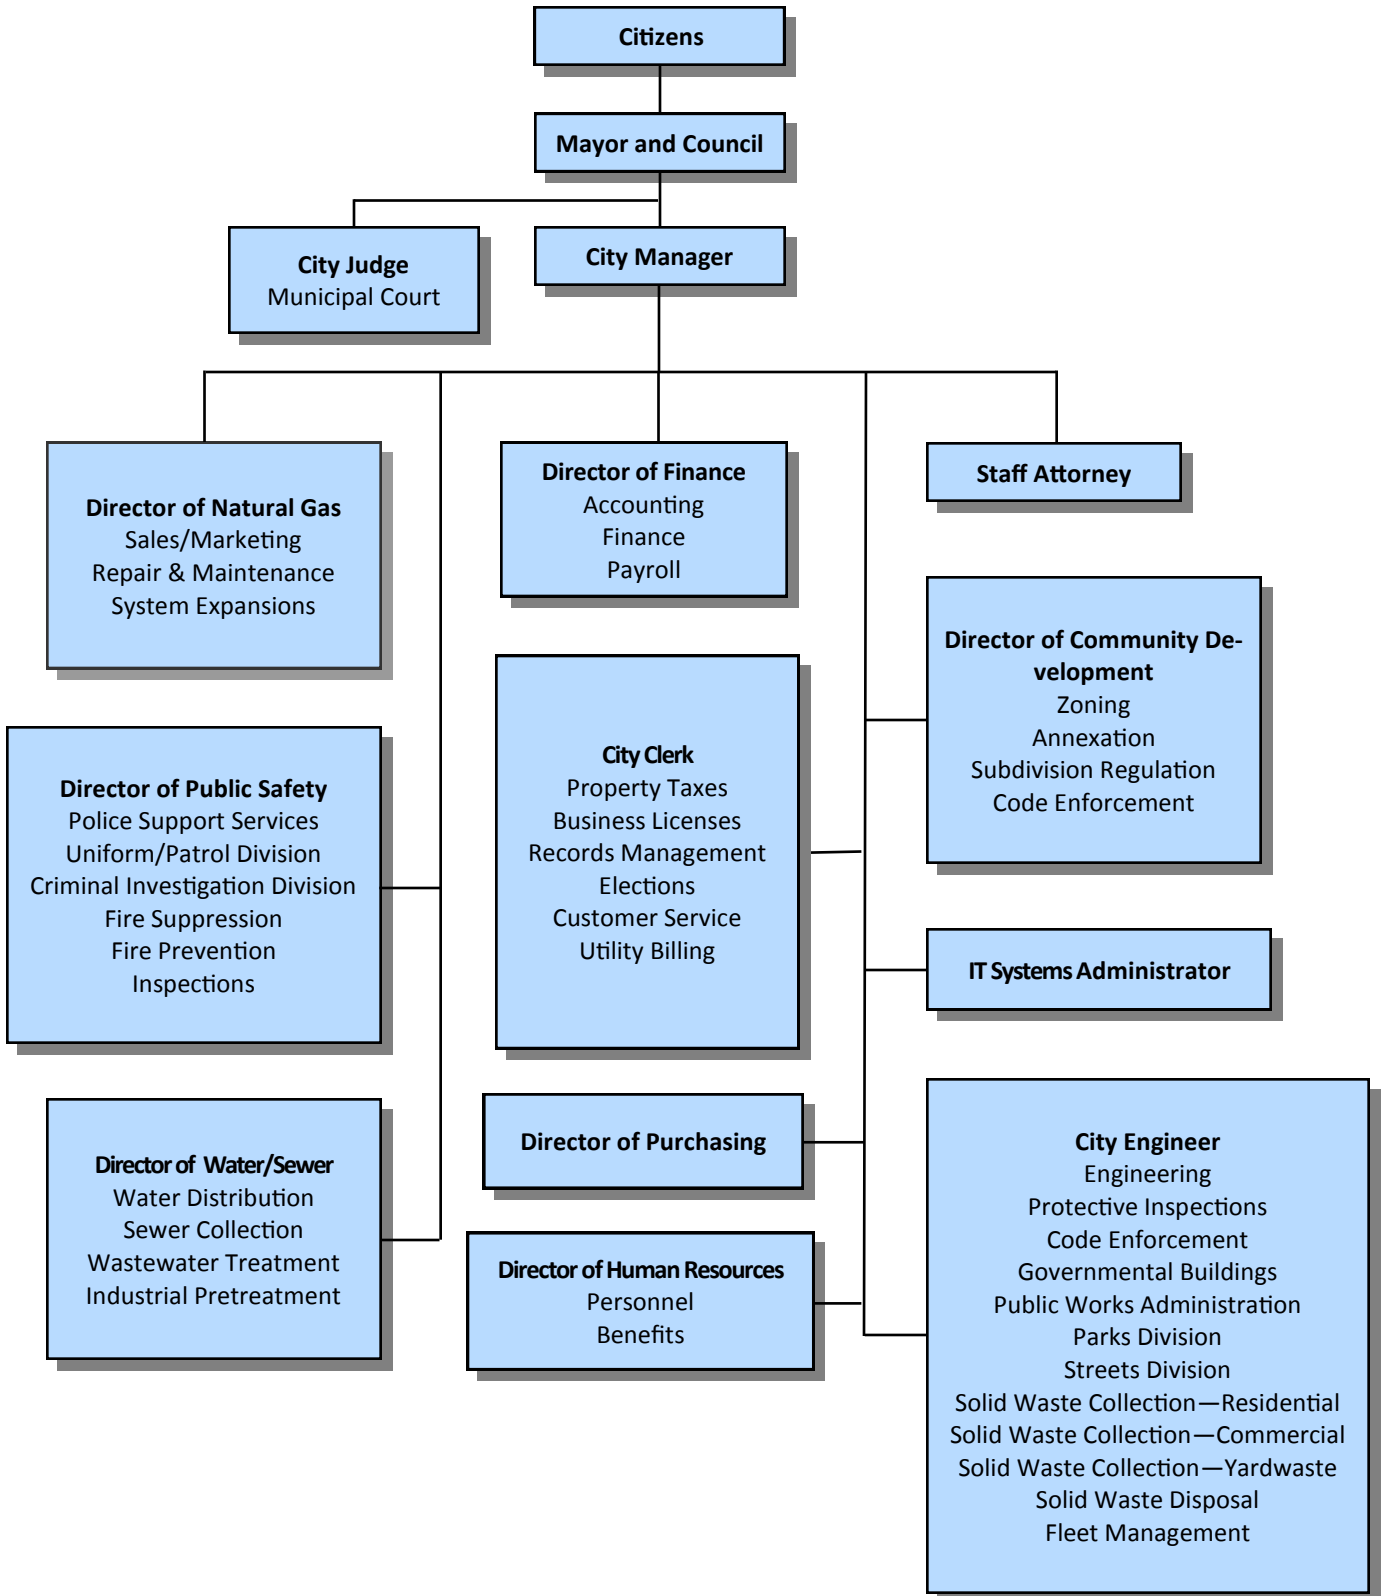 Citizens
Mayor and Council
City Judge
Municipal Court
City Manager
Director of Natural Gas
Sales/Marketing
Repair & Maintenance
System Expansions
Director of Finance
Accounting
Finance
Payroll
Staff Attorney
Director of Community De-
velopment
Zoning
Annexation
Subdivision Regulation
Code Enforcement
Director of Public Safety
Police Support Services
Uniform/Patrol Division
Criminal Investigation Division
Fire Suppression
Fire Prevention
Inspections
City Clerk
Property Taxes
Business Licenses
Records Management
Elections
Customer Service
Utility Billing
IT Systems Administrator
Director of Water/Sewer
Water Distribution
Sewer Collection
Wastewater Treatment
Industrial Pretreatment
Director of Purchasing
Director of Human Resources
Personnel
Benefits
City Engineer
Engineering
Protective Inspections
Code Enforcement
Governmental Buildings
Public Works Administration
Parks Division
Streets Division
Solid Waste Collection—Residential
Solid Waste Collection—Commercial
Solid Waste Collection—Yardwaste
Solid Waste Disposal
Fleet Management